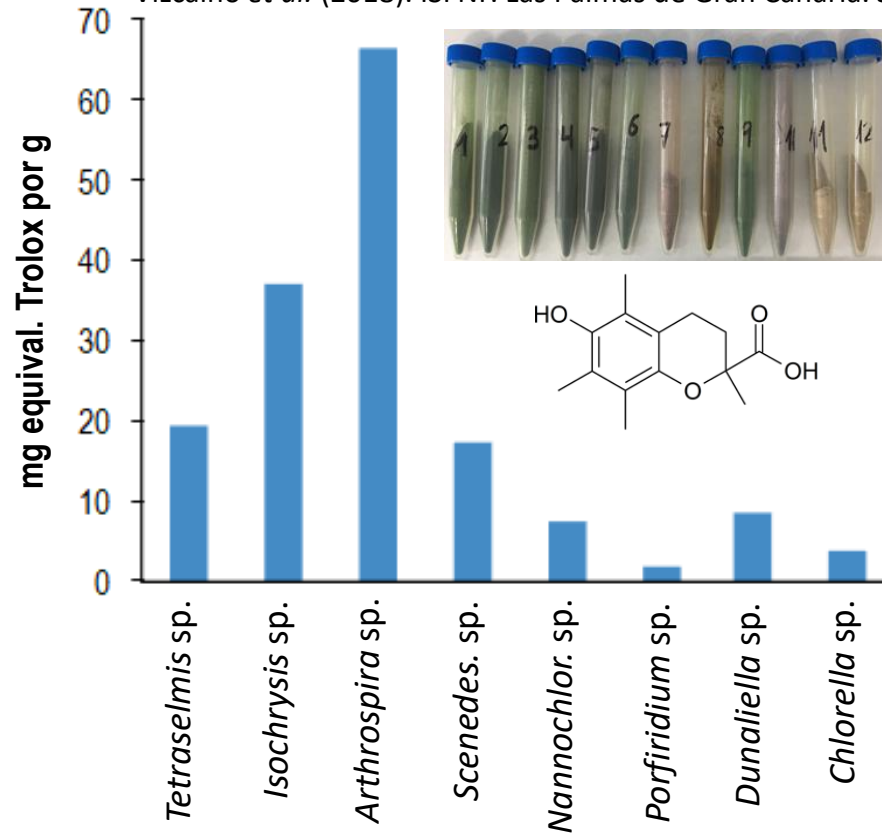 mg equival. Trolox por g
70
60
50
40
30
20
10
0
1 2 3 4 5 6 7 8 9 11 11 12
HO
O
OH
O
Tetraselmis sp.
Isochrysis sp.
Arthrospira sp.
Scenedes. sp.
Nannochlor. sp.
Porfiridium sp.
Dunaliella sp.
Chlorella sp.